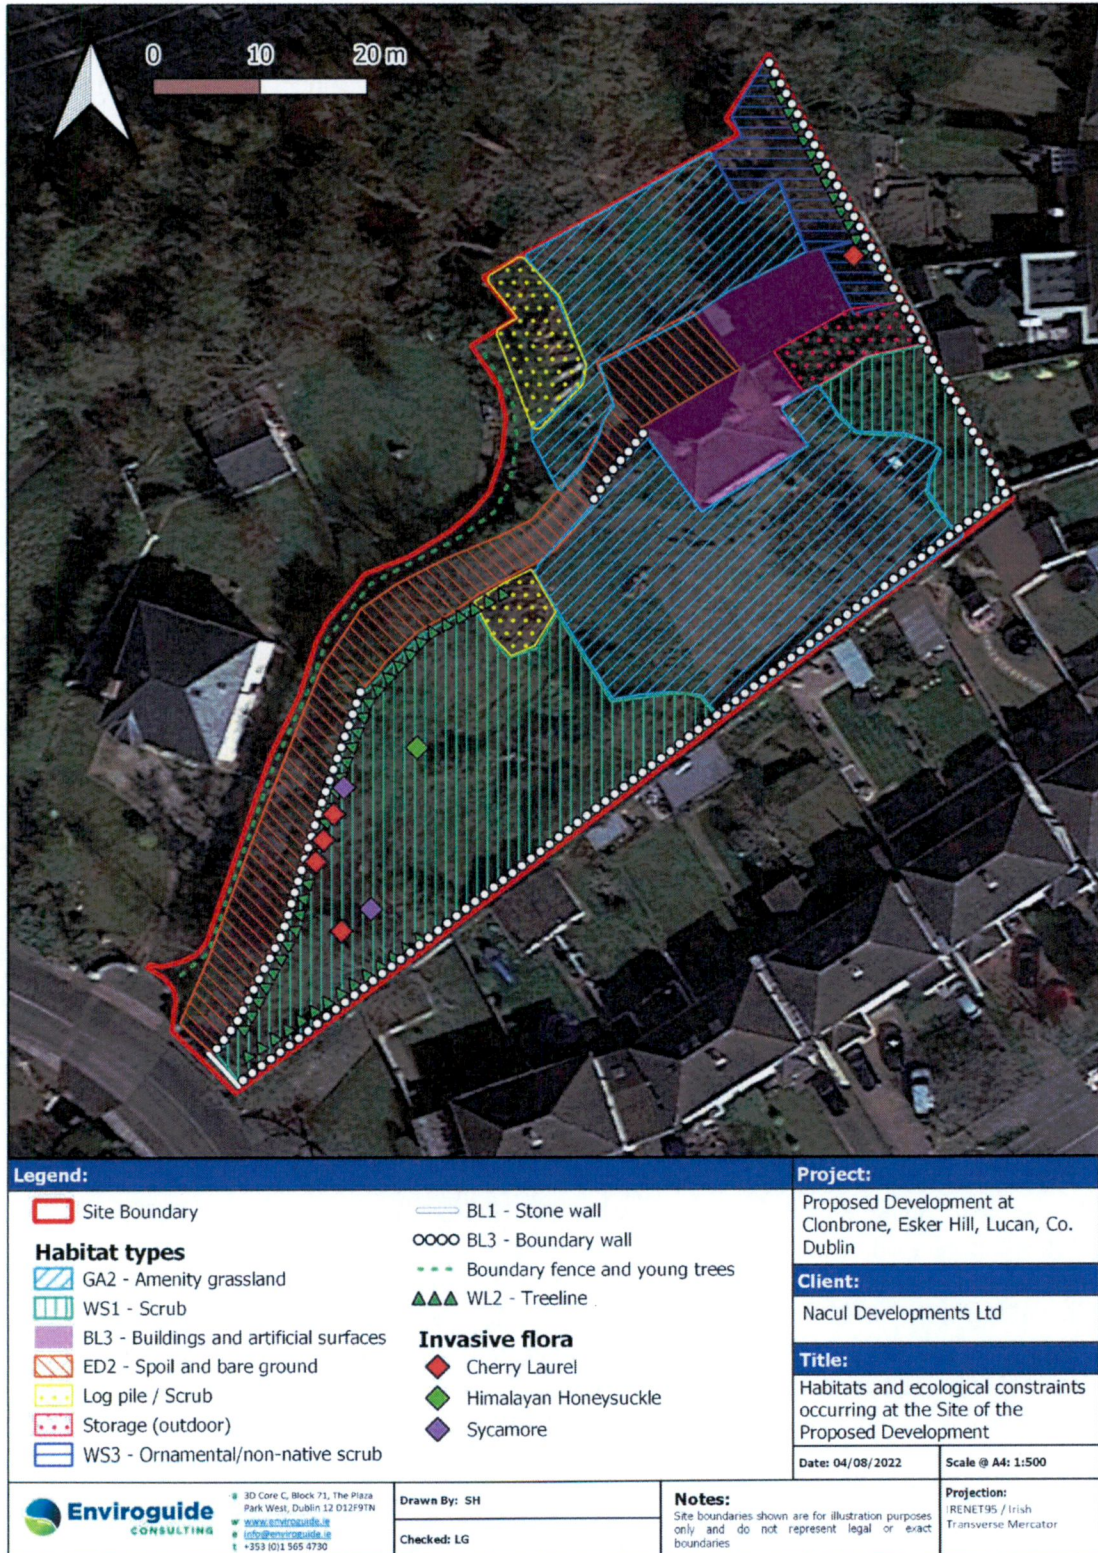 0 10 20 m
Legend:
Site Boundary
Habitat types
GA2 - Amenity grassland
WS1 - Scrub
BL3 - Buildings and artificial surfaces
ED2 - Spoil and bare ground
Log pile / Scrub
Storage (outdoor)
WS3 - Ornamental/non-native scrub
BL1 - Stone wall
BL3 - Boundary wall
Boundary fence and young trees
WL2 - Treeline
Invasive flora
Cherry Laurel
Himalayan Honeysuckle
Sycamore
Project:
Proposed Development at
Clonbrone, Esker Hill, Lucan, Co.
Dublin
Client:
Nacul Developments Ltd
Title:
Habitats and ecological constraints
occurring at the Site of the
Proposed Development
Date: 04/08/2022
Scale @ A4: 1:500
Enviroguide
CONSULTING
a 3D Core C, Block 71, The Plaza
Park West, Dublin 12 D12F9TN
w www.enviroguide.ie
e info@enviroguide.ie
t +353 (0)1 565 4730
Drawn By: SH
Checked: LG
Notes:
Site boundaries shown are for illustration purposes
only and do not represent legal or exact
boundaries
Projection:
IRENET95 / Irish
Transverse Mercator